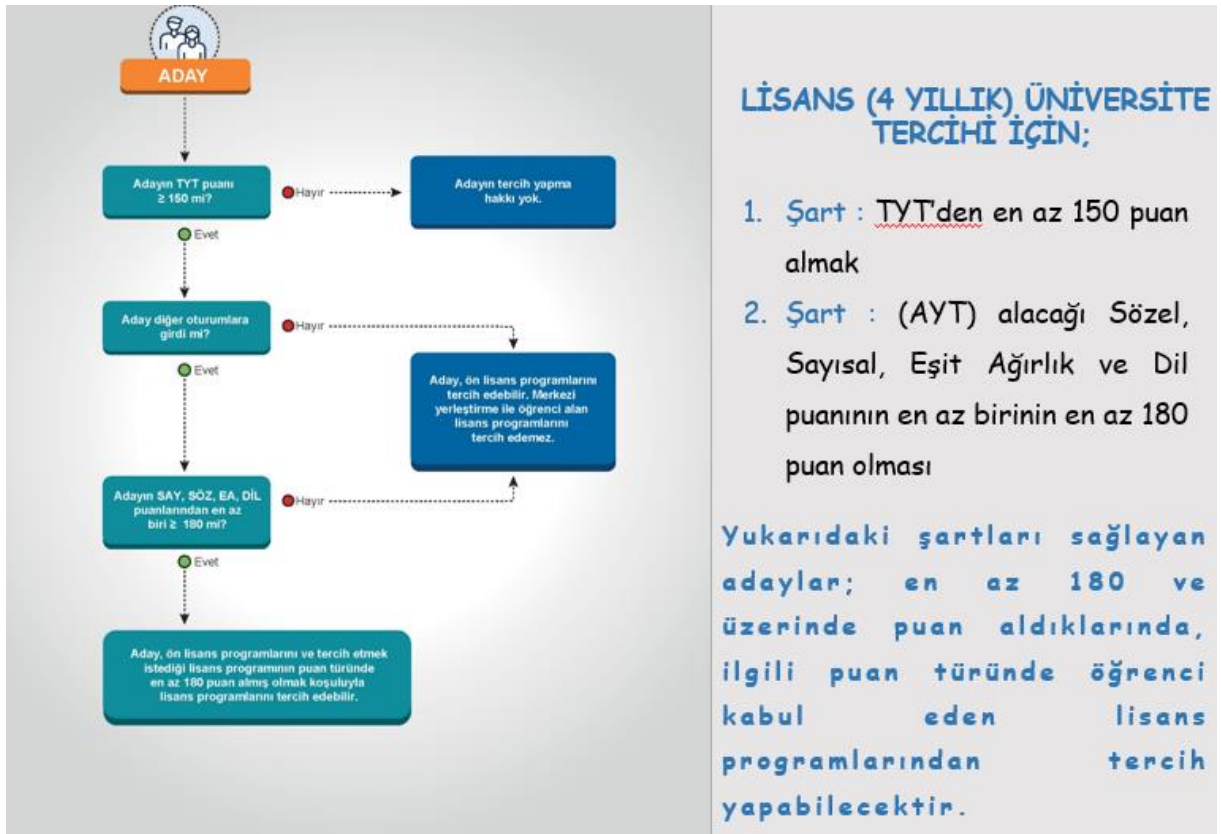 ADAY
Adayın TYT puanı
≥ 150 mi?
Hayır
Adayın tercih yapma
hakkı yok.
Evet
Aday diğer oturumlara
girdi mi?
Hayır
Evet
Aday, ön lisans programlarını
tercih edebilir. Merkezi
yerleştirme ile öğrenci alan
lisans programlarını
tercih edemez.
Adayın SAY, SÖZ, EA, DİL
puanlarından en az
biri ≥ 180 mi?
Hayır
Evet
Aday, ön lisans programlarını ve tercih etmek
istediği lisans programının puan türünde
en az 180 puan almış olmak koşuluyla
lisans programlarını tercih edebilir.
LİSANS (4 YILLIK) ÜNİVERSİTE
TERCİHİ İÇİN;
1. Şart : TYT'den en az 150 puan
almak
2. Şart : (AYT) alacağı Sözel,
Sayısal, Eşit Ağırlık ve Dil
puanının en az birinin en az 180
puan olması
Yukarıdaki şartları sağlayan
adaylar; en az 180 ve
üzerinde puan aldıklarında,
ilgili puan türünde öğrenci
kabul eden lisans
programlarından tercih
yapabilecektir.